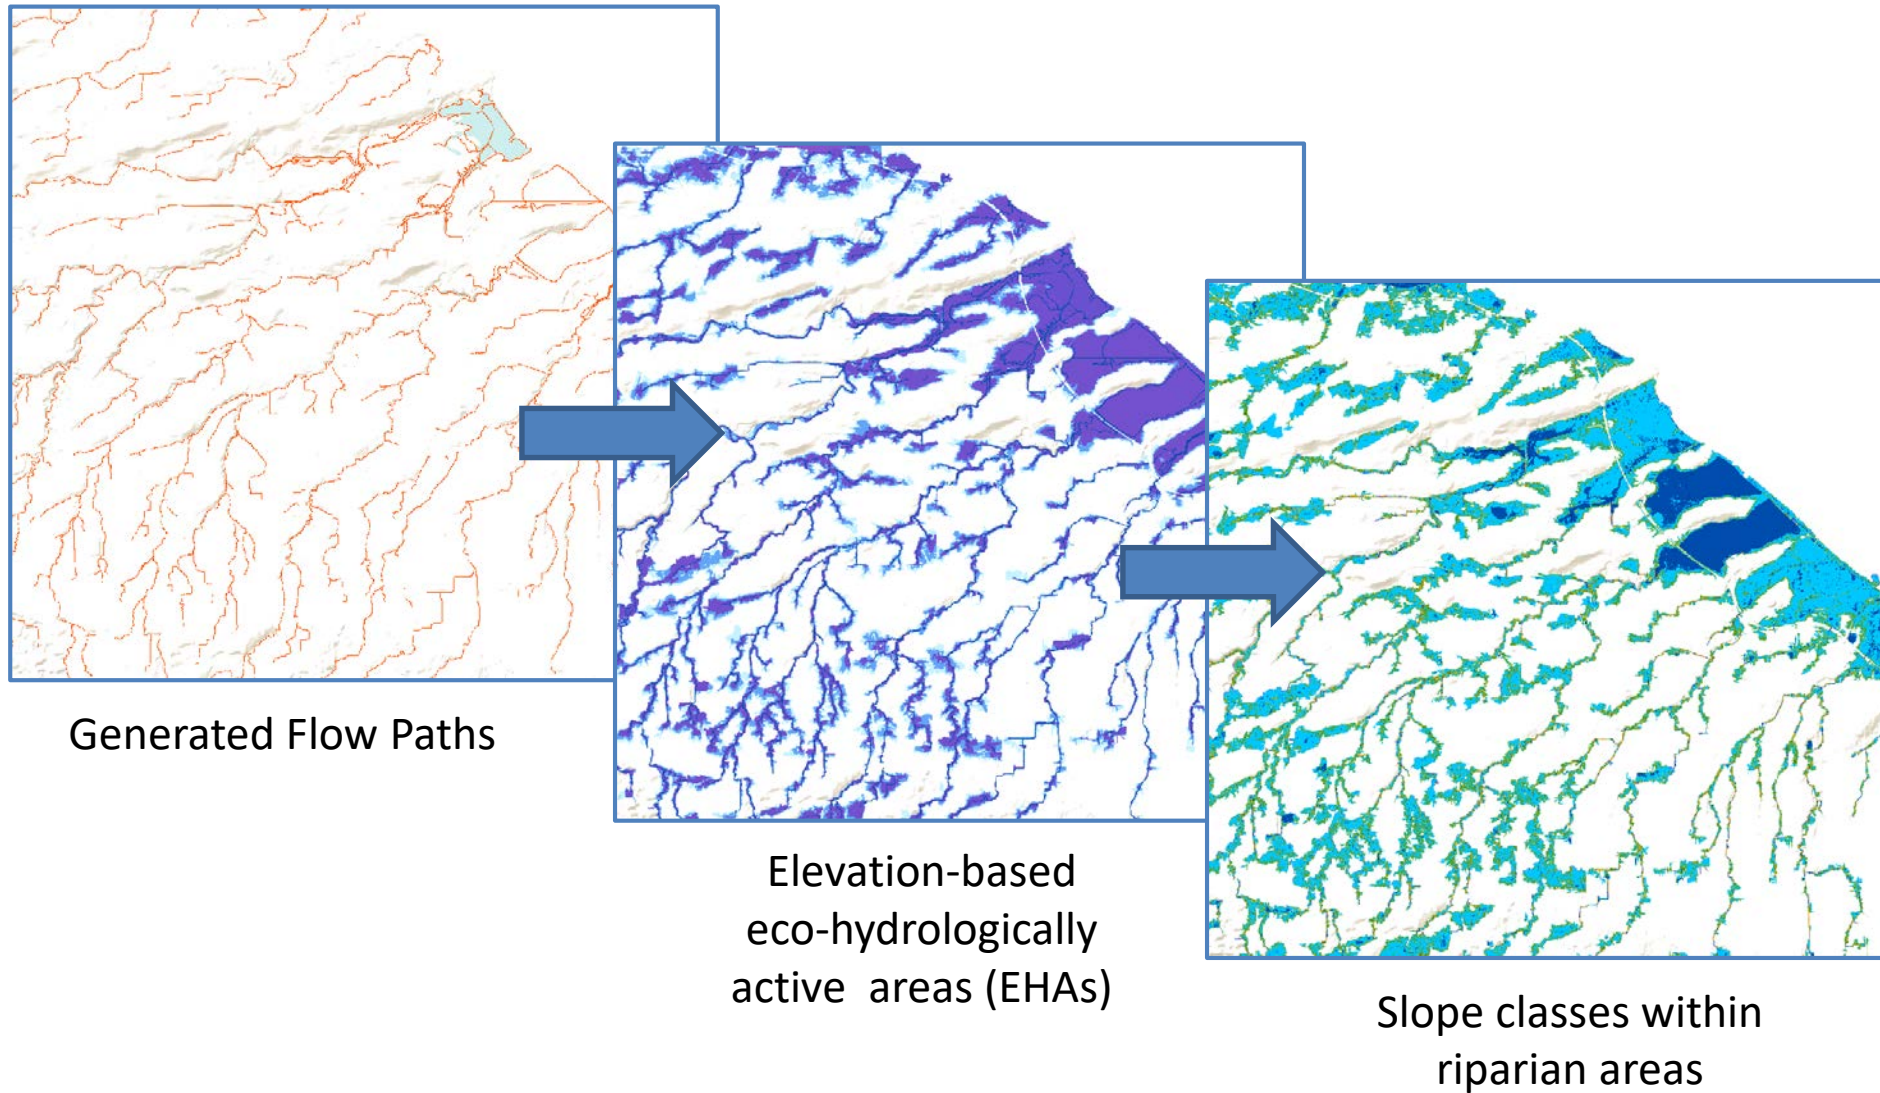 Generated Flow Paths
Elevation-based
eco-hydrologically
active  areas (EHAs)
Slope classes within
riparian areas